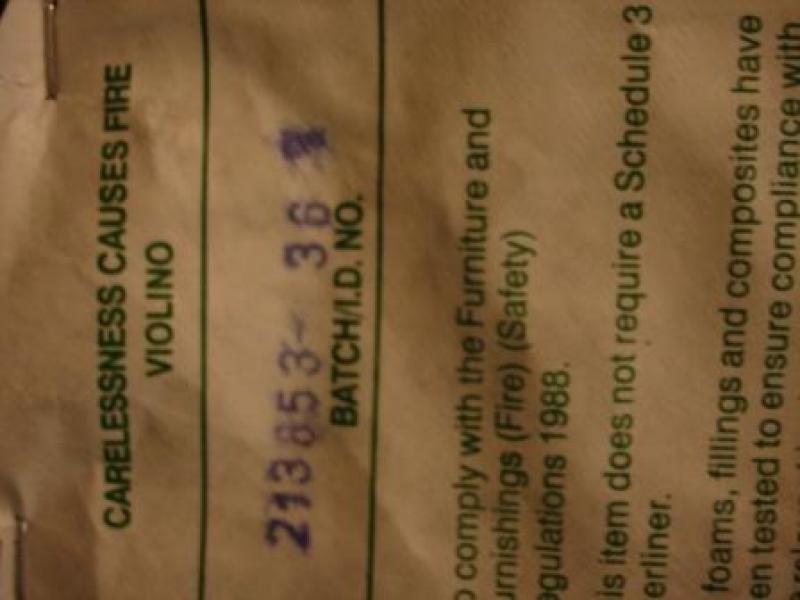 CARELESSNESS CAUSES FIRE
VIOLINO
213853- 36
BATCH/I.D. NO.
comply with the Furniture and
urnishings (Fire) (Safety)
egulations 1988.
is item does not require a Schedule 3
erliner.
foams, fillings and composites have
en tested to ensure compliance with